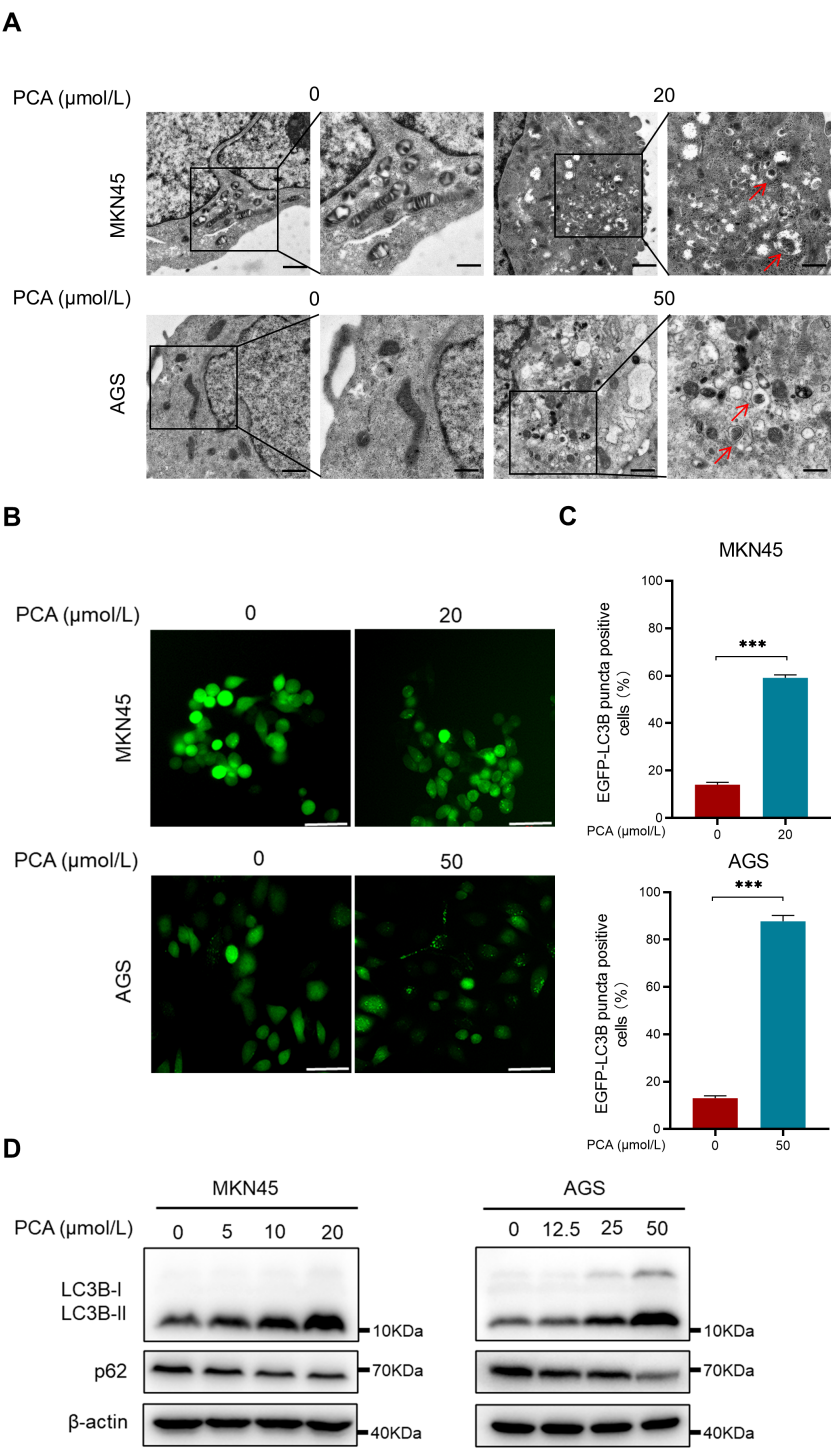 A
PCA (μmol/L) 0 20
MKN45
PCA (μmol/L) 0 50
AGS
B
PCA (μmol/L) 0 20
MKN45
PCA (μmol/L) 0 50
AGS
C
MKN45
EGFP-LC3B puncta positive
cells (%)
100
80
60
40
20
0
***
PCA (μmol/L) 0 20
AGS
EGFP-LC3B puncta positive
cells (%)
100
80
60
40
20
0
***
PCA (μmol/L) 0 50
D
MKN45 AGS
PCA (μmol/L) 0 5 10 20 0 12.5 25 50
LC3B-I
LC3B-II
10KDa 10KDa
p62 70KDa 70KDa
β-actin
40KDa 40KDa